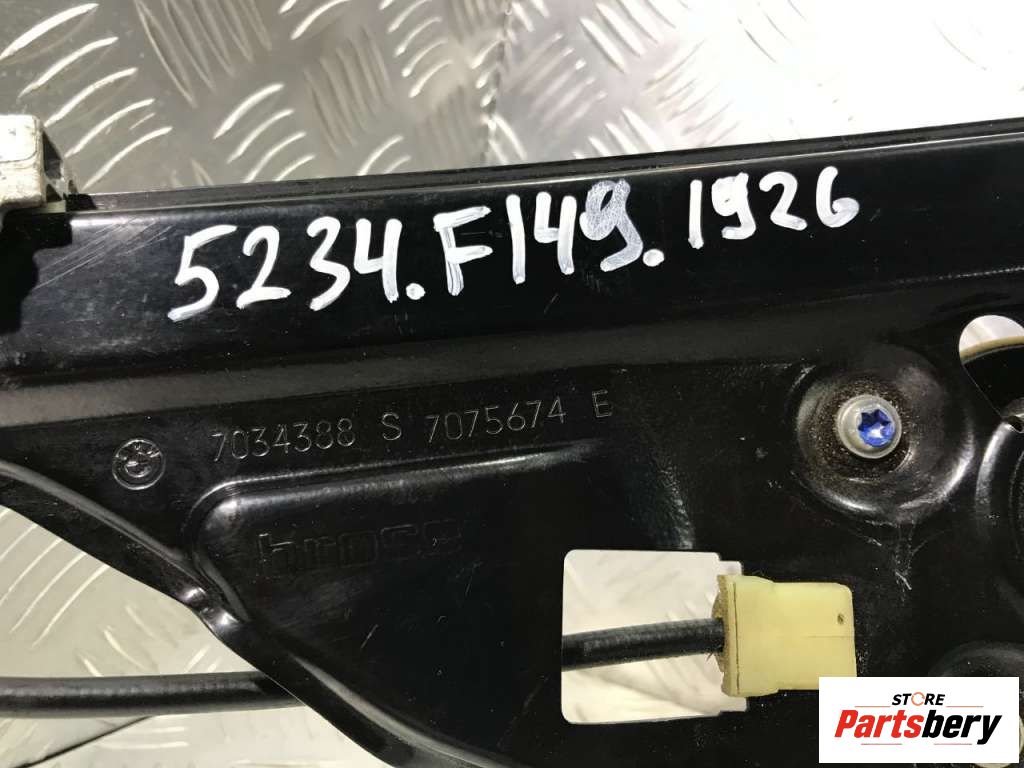 5234.F149.1926
7034388 S 7075674 E
brose
STORE
Partsbery